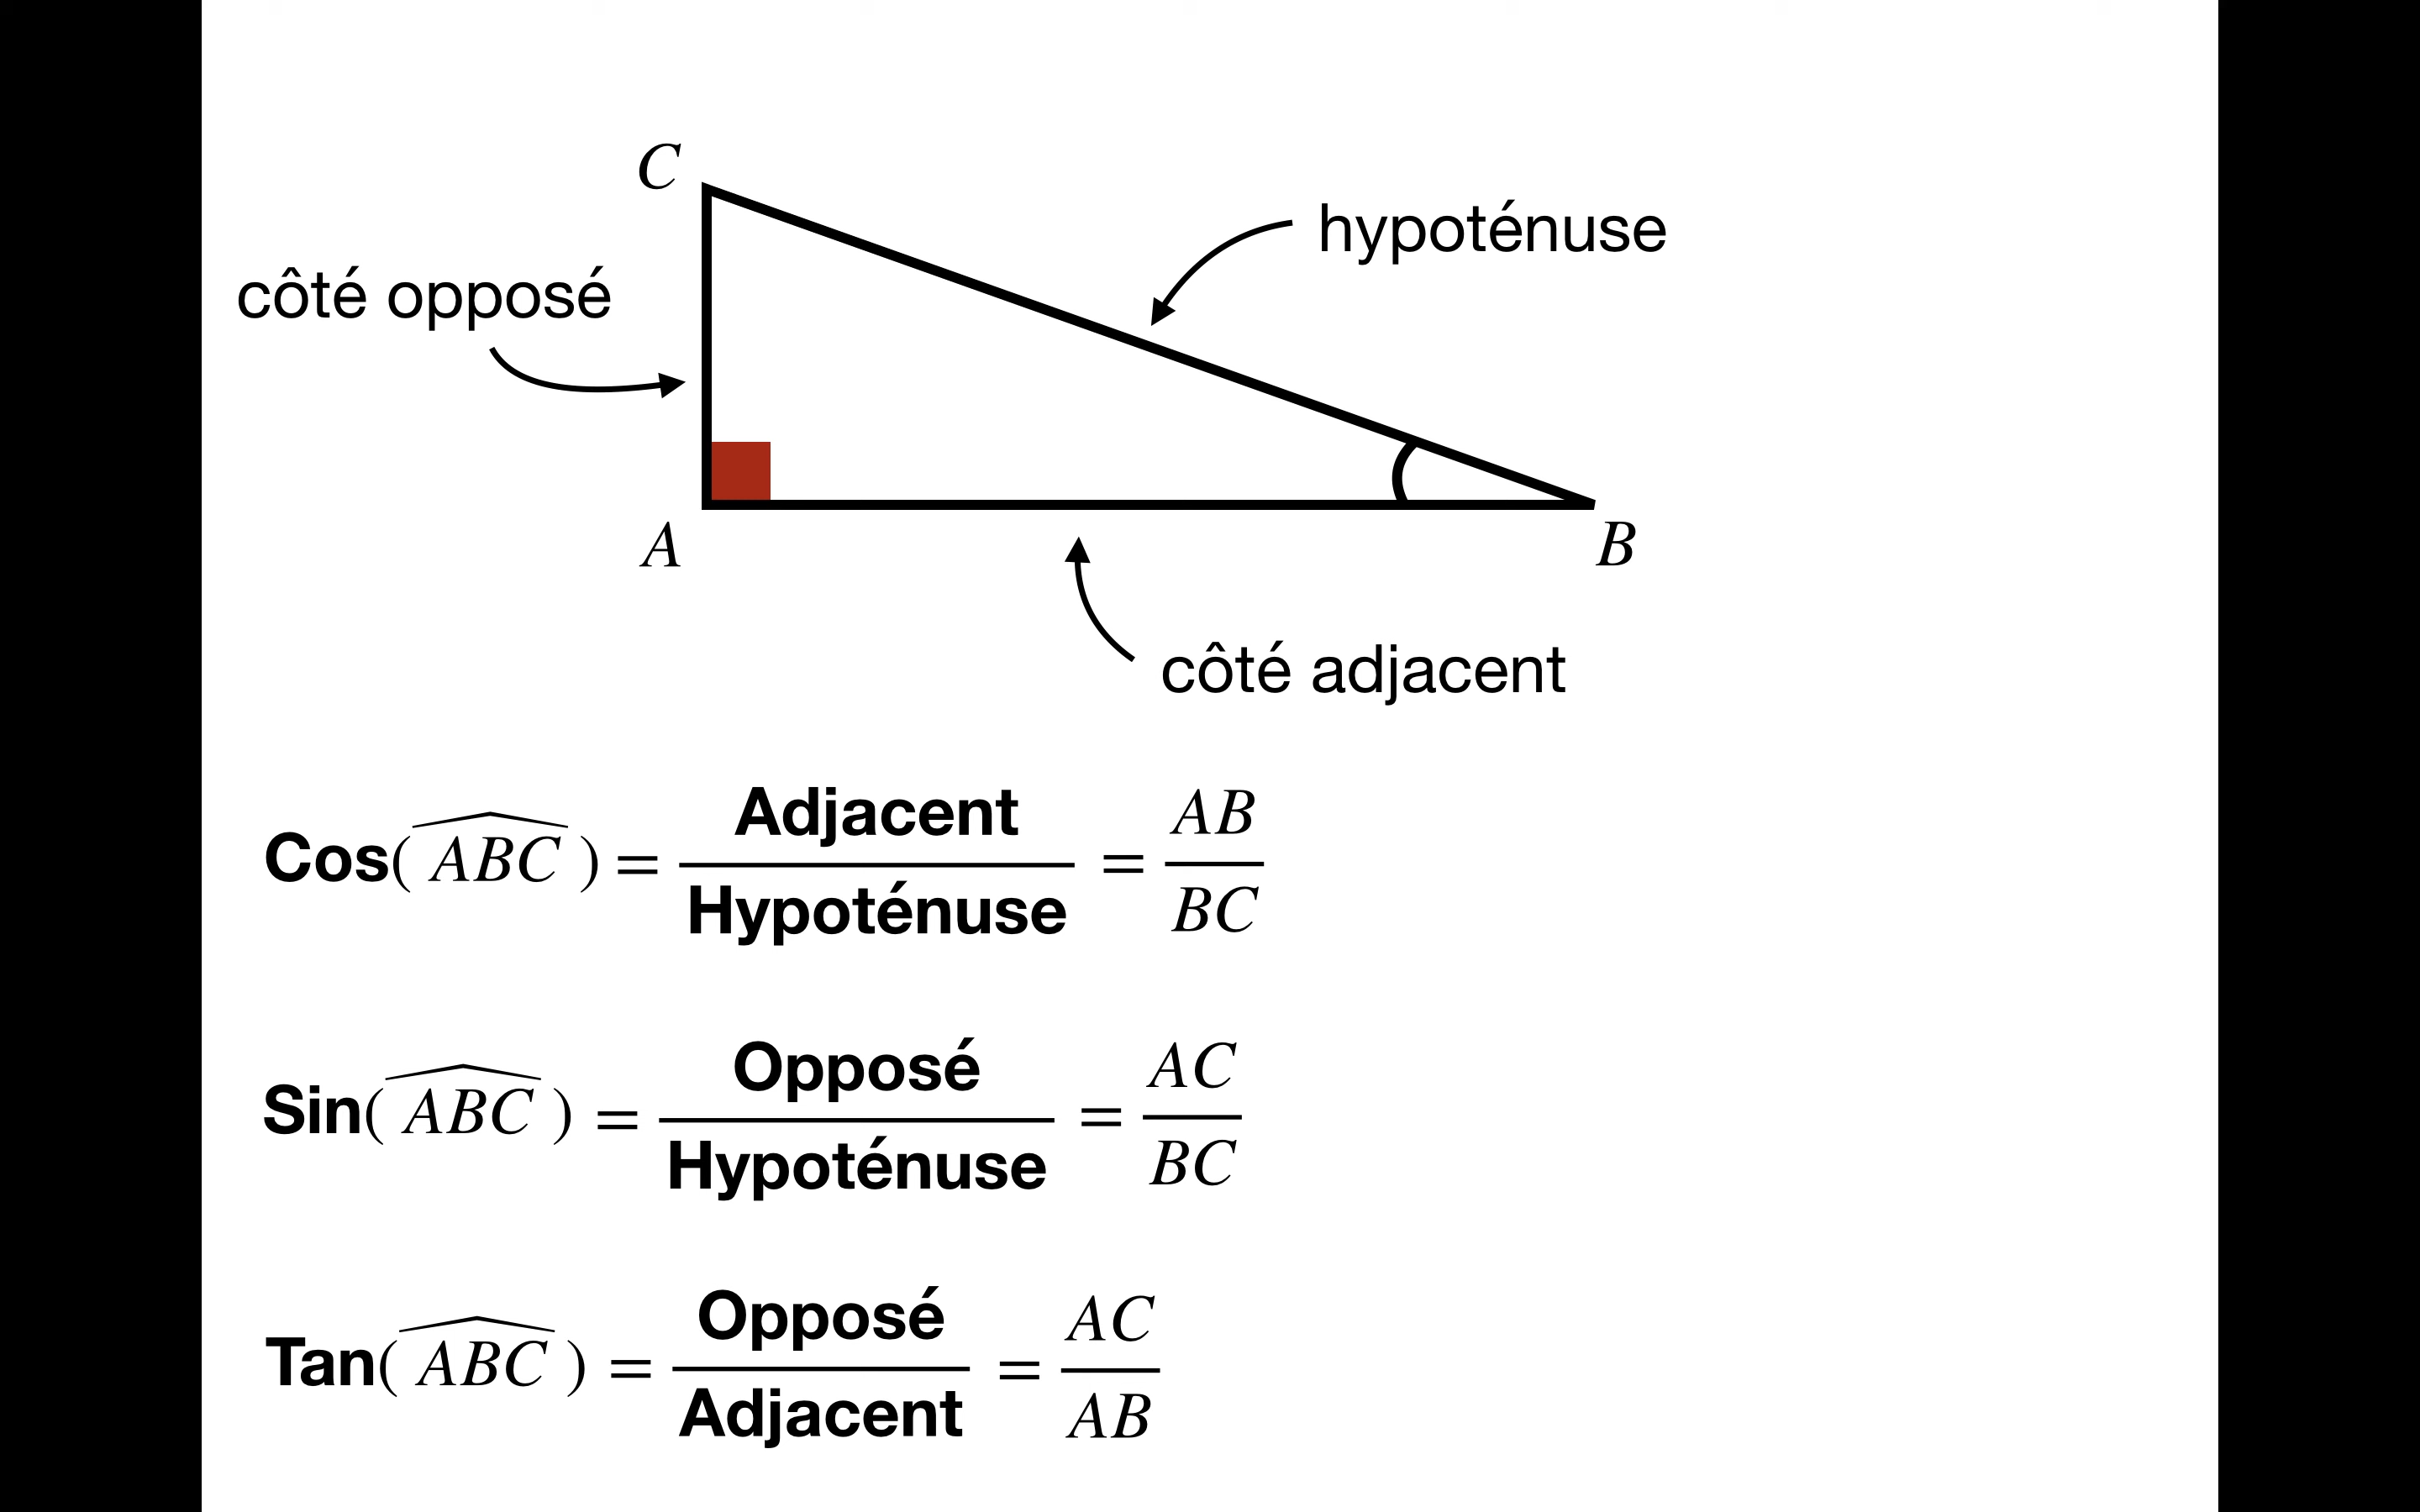 C
hypoténuse
côté opposé
A
B
côté adjacent
Cos(ABC) = Adjacent/Hypoténuse = AB/BC
Sin(ABC) = Opposé/Hypoténuse = AC/BC
Tan(ABC) = Opposé/Adjacent = AC/AB